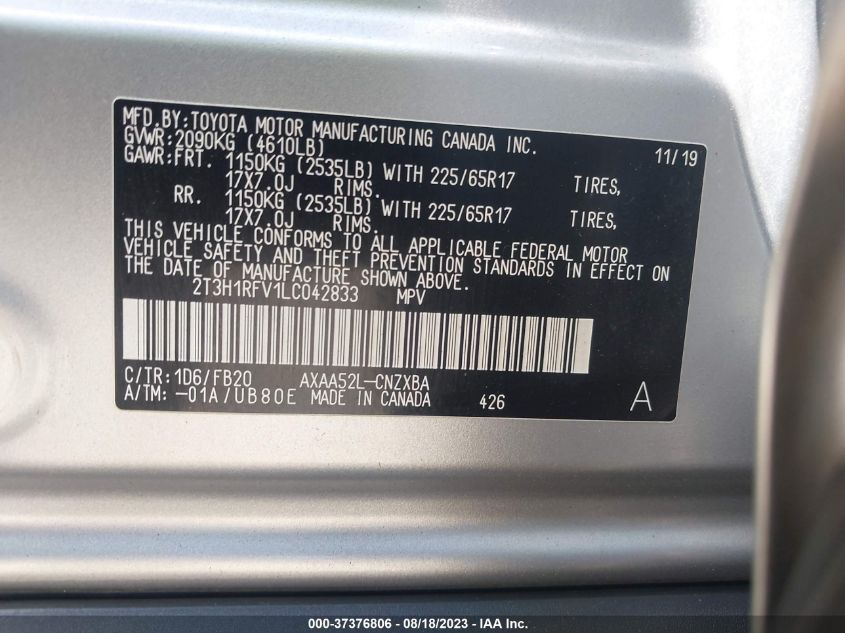 MFD.BY:TOYOTA MOTOR MANUFACTURING CANADA INC. 11/19
GVWR:2090KG (4610LB)
GAWR:FRT. 1150KG (2535LB) WITH 225/65R17 TIRES,
17X7.0J RIMS.
RR. 1150KG (2535LB) WITH 225/65R17 TIRES,
17X7.0J RIMS.
THIS VEHICLE CONFORMS TO ALL APPLICABLE FEDERAL MOTOR
VEHICLE SAFETY AND THEFT PREVENTION STANDARDS IN EFFECT ON
THE DATE OF MANUFACTURE SHOWN ABOVE.
2T3H1RFV1LC042833 MPV
C/TR:1D6/FB20 AXAA52L-CNZXBA
A/TM:-01A/UB80E MADE IN CANADA 426 A
000-37376806 - 08/18/2023 - Copyright IAA, Inc.